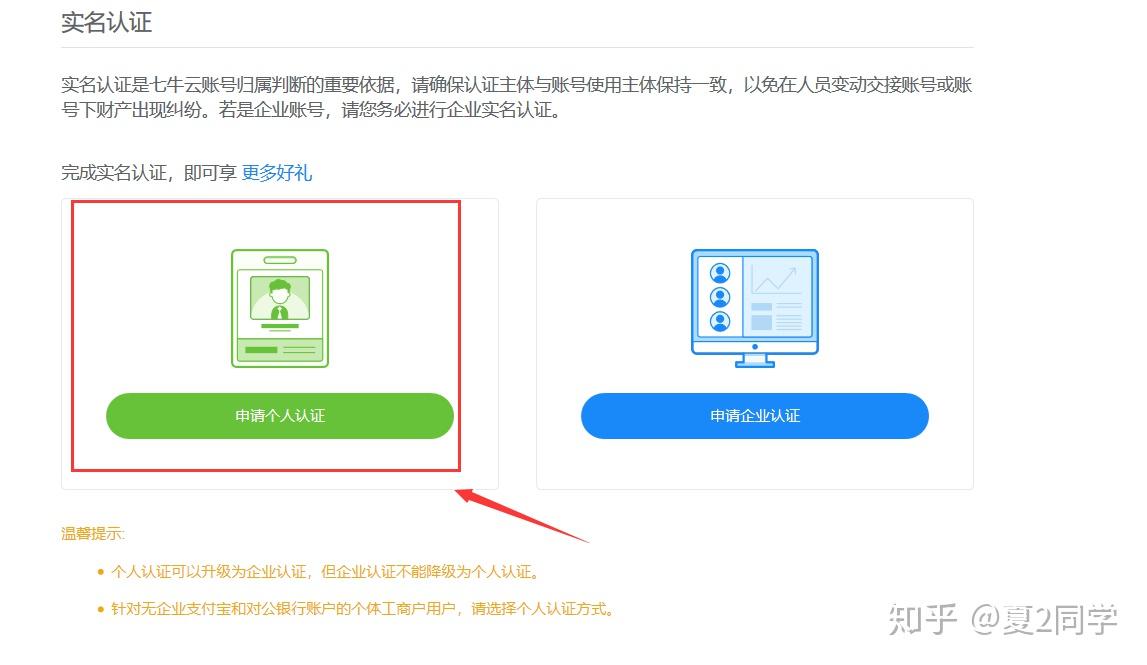 实名认证
实名认证是七牛云账号归属判断的重要依据，请确保认证主体与账号使用主体保持一致，以免在人员变动交接账号或账
号下财产出现纠纷。若是企业账号，请您务必进行企业实名认证。
完成实名认证，即可享 更多好礼
申请个人认证
申请企业认证
温馨提示:
个人认证可以升级为企业认证，但企业认证不能降级为个人认证。
针对无企业支付宝和对公银行账户的个体工商户用户，请选择个人认证方式。
知乎 @夏2同学